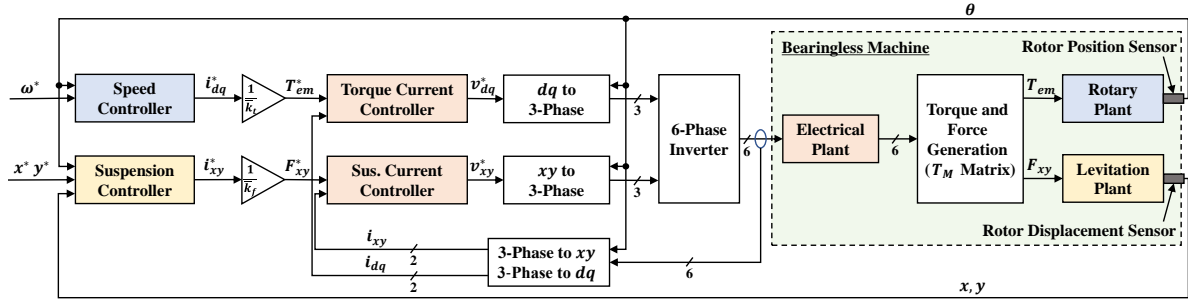 θ
Bearingless Machine
Rotor Position Sensor
ω*
Speed
Controller
i*dq
1
k̅t
T*em
Torque Current
Controller
v*dq
dq to
3-Phase
3
6-Phase
Inverter
6
Electrical
Plant
6
Torque and
Force
Generation
(TM Matrix)
Tem
Rotary
Plant
x* y*
Suspension
Controller
i*xy
1
k̅f
F*xy
Sus. Current
Controller
v*xy
xy to
3-Phase
3
Fxy
Levitation
Plant
Rotor Displacement Sensor
ixy
2
idq
2
3-Phase to xy
3-Phase to dq
6
x, y